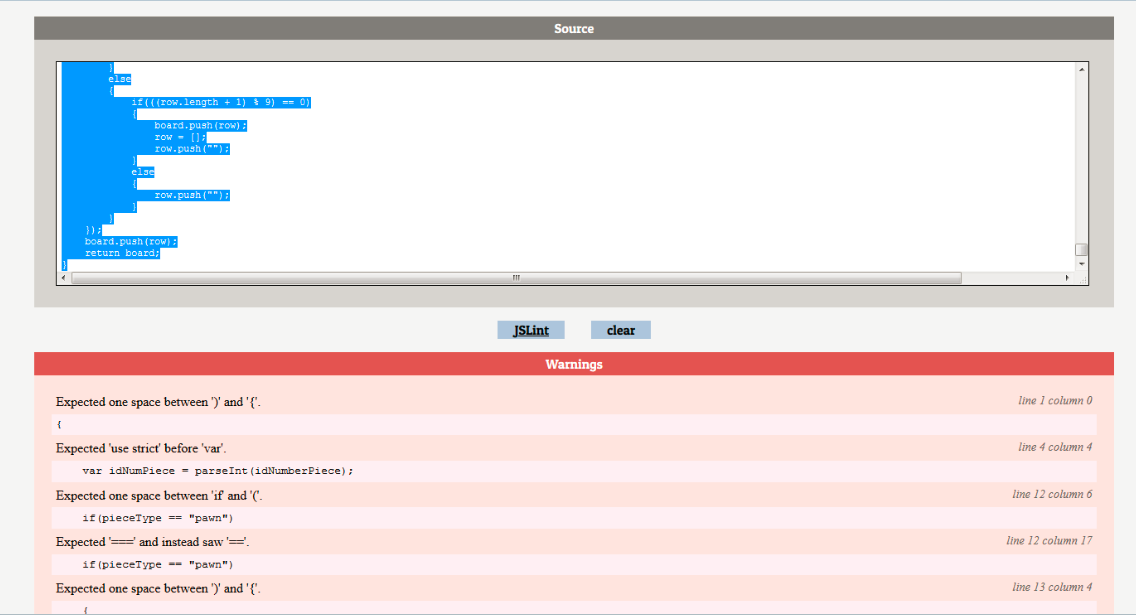 Source
}
else
{
if(((row.length + 1) % 9) == 0)
{
board.push(row);
row = [];
row.push("");
}
else
{
row.push("");
}
}
});
board.push(row);
return board;
}
JSLint clear
Warnings
Expected one space between ')' and '{'. line 1 column 0
{
Expected 'use strict' before 'var'. line 4 column 4
var idNumPiece = parseInt(idNumberPiece);
Expected one space between 'if' and '('. line 12 column 6
if(pieceType == "pawn")
Expected '===' and instead saw '=='. line 12 column 17
if(pieceType == "pawn")
Expected one space between ')' and '{'. line 13 column 4
{